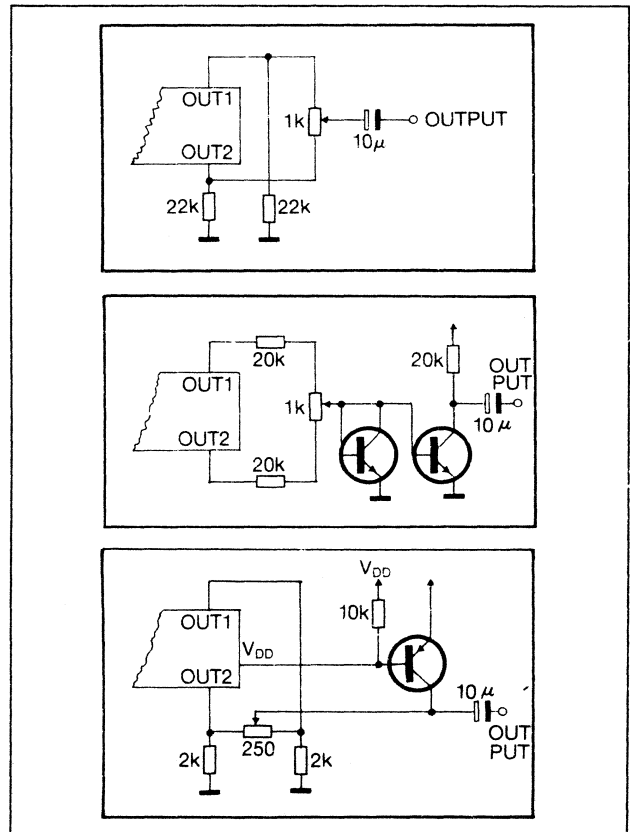 OUT1
1k
OUTPUT
10μ
OUT2
22k
22k
20k
20k
OUT
PUT
OUT1
1k
10 μ
OUT2
20k
VDD
10k
OUT1
VDD
OUT2
10 μ
OUT
PUT
250
2k
2k